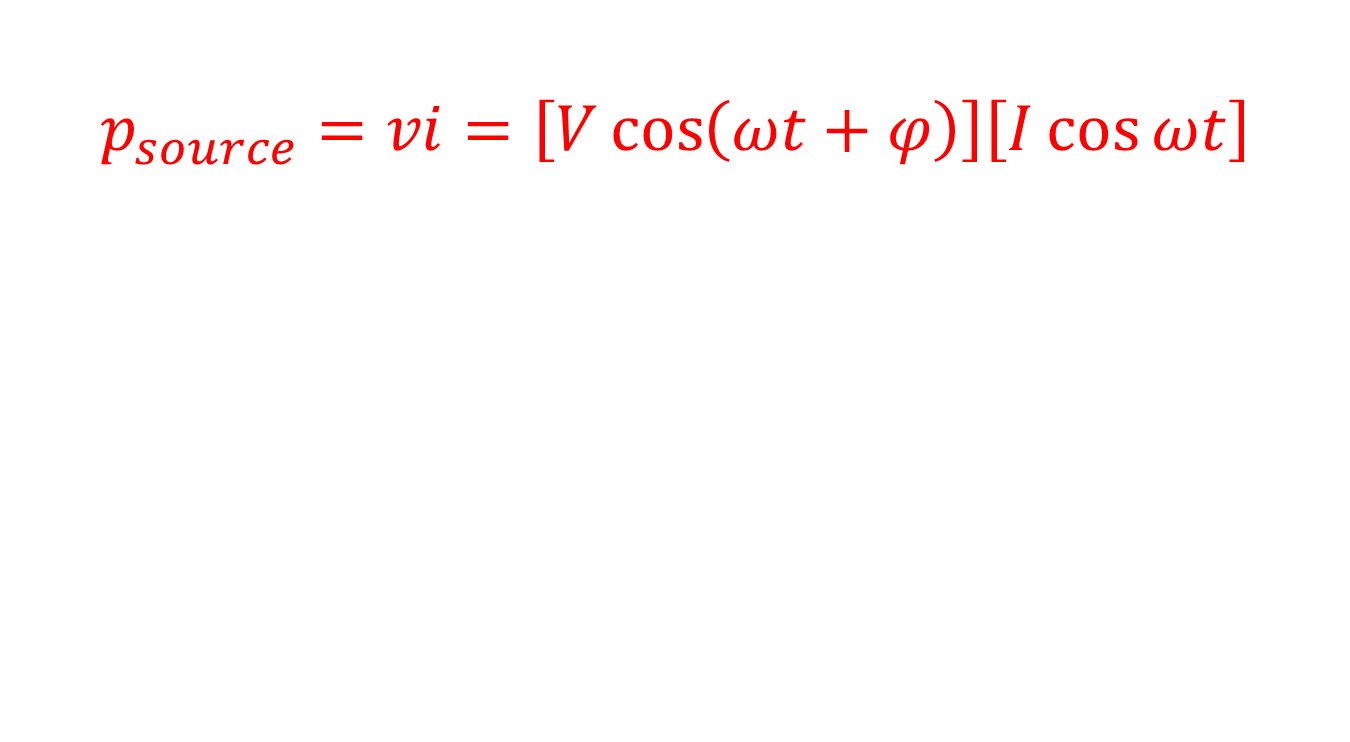 p_source = vi = [V cos(ωt + φ)][I cos ωt]